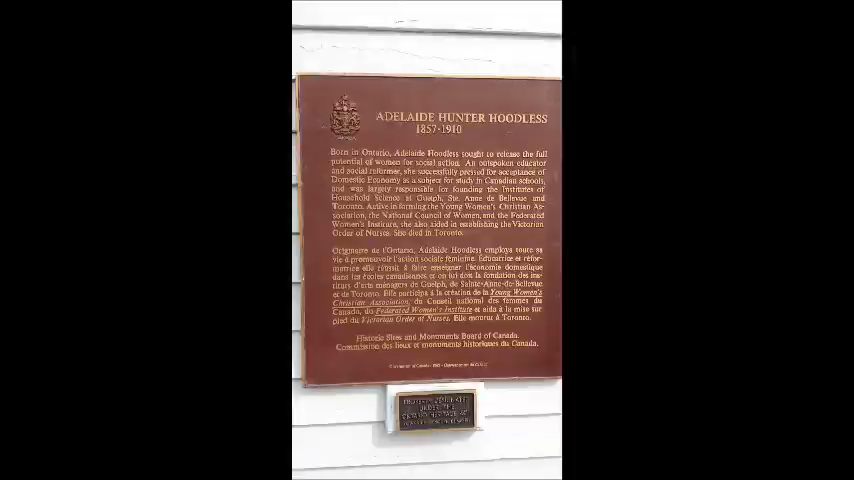 ADELAIDE HUNTER HOODLESS
1857-1910
Born in Ontario, Adelaide Hoodless sought to release the full
potential of women for social action. An outspoken educator
and social reformer, she successfully pressed for acceptance of
Domestic Economy as a subject for study in Canadian schools,
and was largely responsible for founding the Institutes of
Household Science at Guelph, Ste. Anne de Bellevue and
Toronto. Active in forming the Young Women's Christian As-
sociation, the National Council of Women, and the Federated
Women's Institute, she also aided in establishing the Victorian
Order of Nurses. She died in Toronto.
Originaire de l'Ontario, Adelaide Hoodless employa toute sa
vie à promouvoir l'action sociale féminine. Éducatrice et réfor-
matrice elle réussit à faire enseigner l'économie domestique
dans les écoles canadiennes et on lui doit la fondation des ins-
tituts d'arts ménagers de Guelph, de Sainte-Anne-de-Bellevue
et de Toronto. Elle participa à la création de la Young Women's
Christian Association, du Conseil national des femmes du
Canada, du Federated Women's Institute et aida à la mise sur
pied du Victorian Order of Nurses. Elle mourut à Toronto.
Historic Sites and Monuments Board of Canada.
Commission des lieux et monuments historiques du Canada.
Government of Canada
UNDER THE
ONTARIO HERITAGE ACT